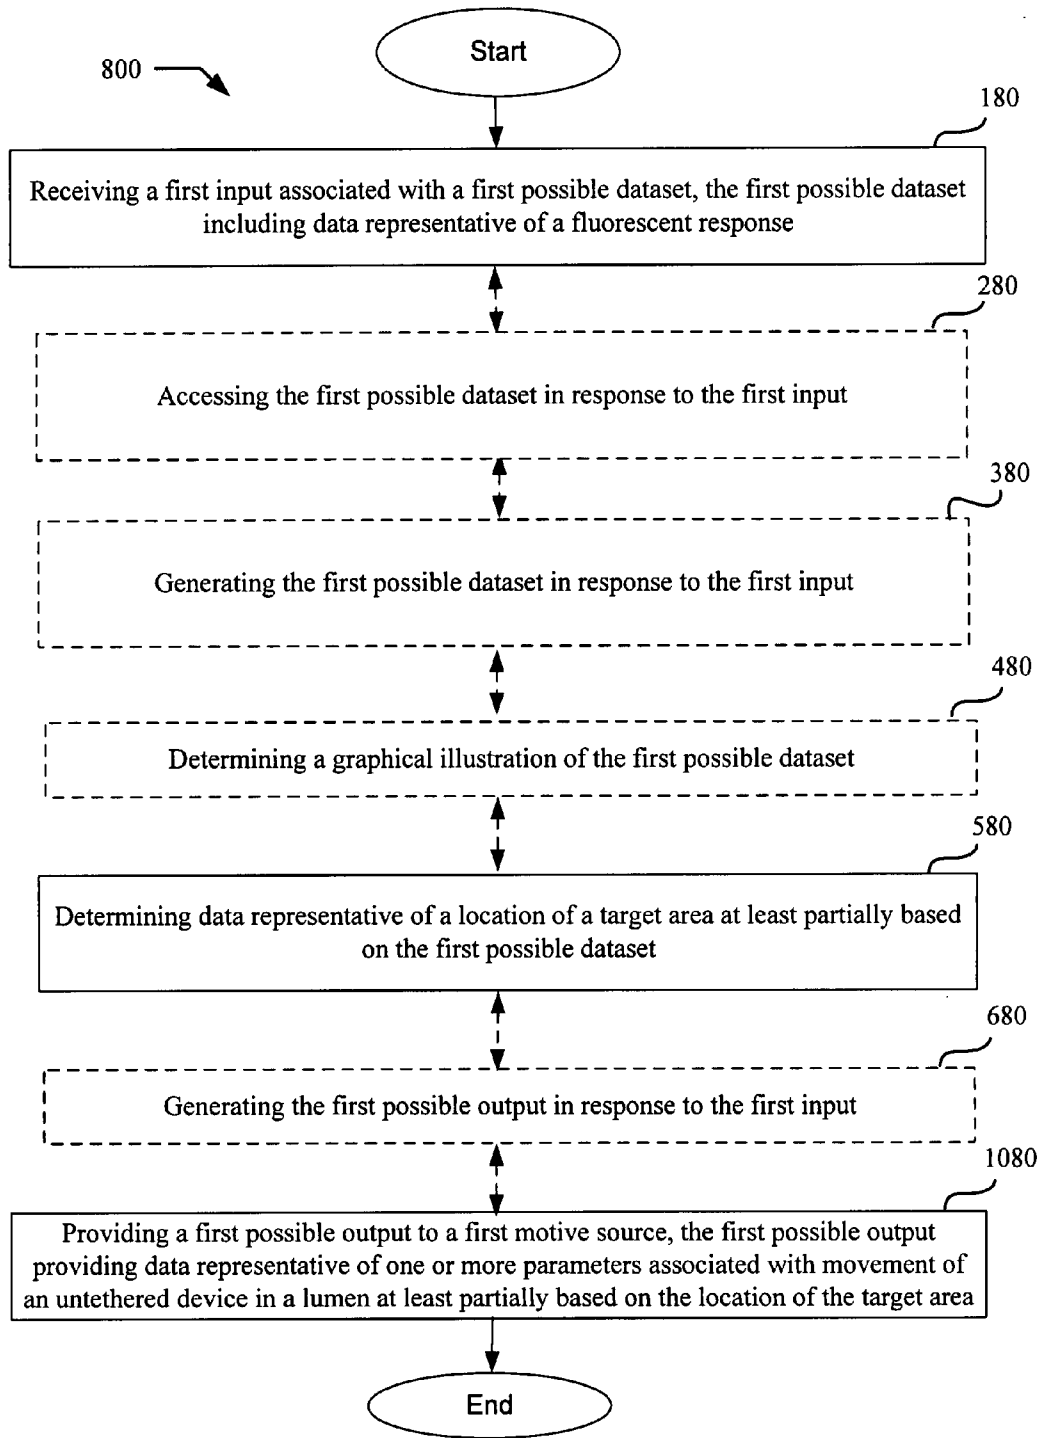 Start
800
180
Receiving a first input associated with a first possible dataset, the first possible dataset
including data representative of a fluorescent response
280
Accessing the first possible dataset in response to the first input
380
Generating the first possible dataset in response to the first input
480
Determining a graphical illustration of the first possible dataset
580
Determining data representative of a location of a target area at least partially based
on the first possible dataset
680
Generating the first possible output in response to the first input
1080
Providing a first possible output to a first motive source, the first possible output
providing data representative of one or more parameters associated with movement of
an untethered device in a lumen at least partially based on the location of the target area
End